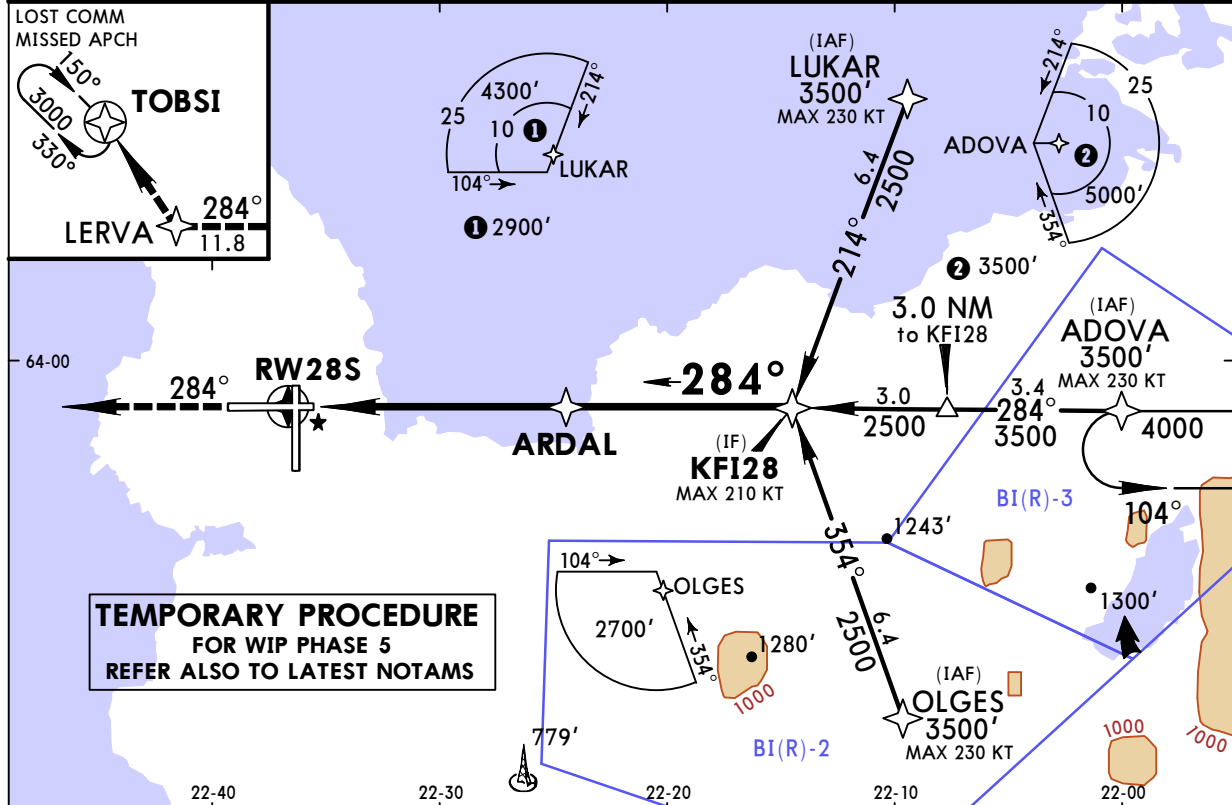 LOST COMM
MISSED APCH
150°
TOBSI
3000
330°
LERVA
284°
11.8
4300'
25
10
1
214°
LUKAR
104°
1 2900'
(IAF)
LUKAR
3500'
MAX 230 KT
6.4
2500
214°
214°
25
10
ADOVA
2
5000'
354°
2 3500'
3.0 NM
to KFI28
(IAF)
ADOVA
3500'
MAX 230 KT
64-00
284°
RW28S
ARDAL
284°
(IF)
KFI28
MAX 210 KT
3.0
2500
3.4
284°
3500
4000
104°
BI(R)-3
1243'
1300'
354°
6.4
2500
104°
OLGES
2700'
354°
1280'
1000
TEMPORARY PROCEDURE
FOR WIP PHASE 5
REFER ALSO TO LATEST NOTAMS
(IAF)
OLGES
3500'
MAX 230 KT
BI(R)-2
779'
1000
1000
22-40
22-30
22-20
22-10
22-00